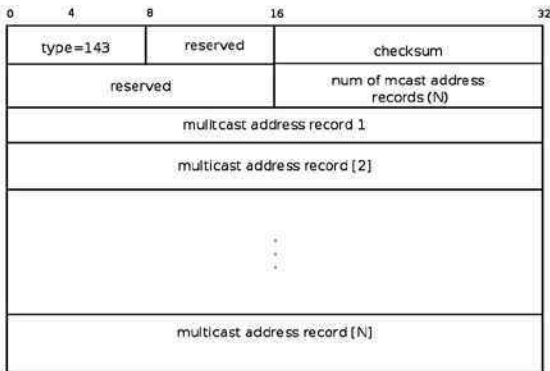 0 4 8 16 32
type=143 reserved checksum
reserved num of mcast address
records (N)
mulitcast address record 1
multicast address record [2]
multicast address record [N]